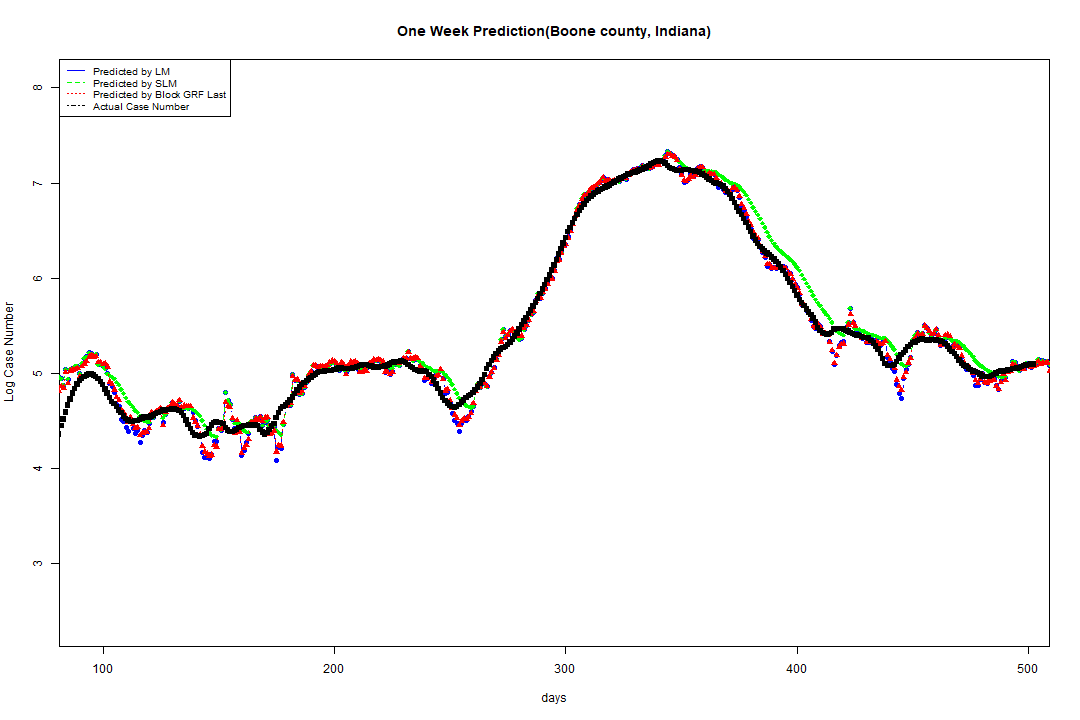 One Week Prediction(Boone county, Indiana)
Predicted by LM
Predicted by SLM
Predicted by Block GRF Last
Actual Case Number
8
7
6
5
4
3
Log Case Number
100 200 300 400 500
days